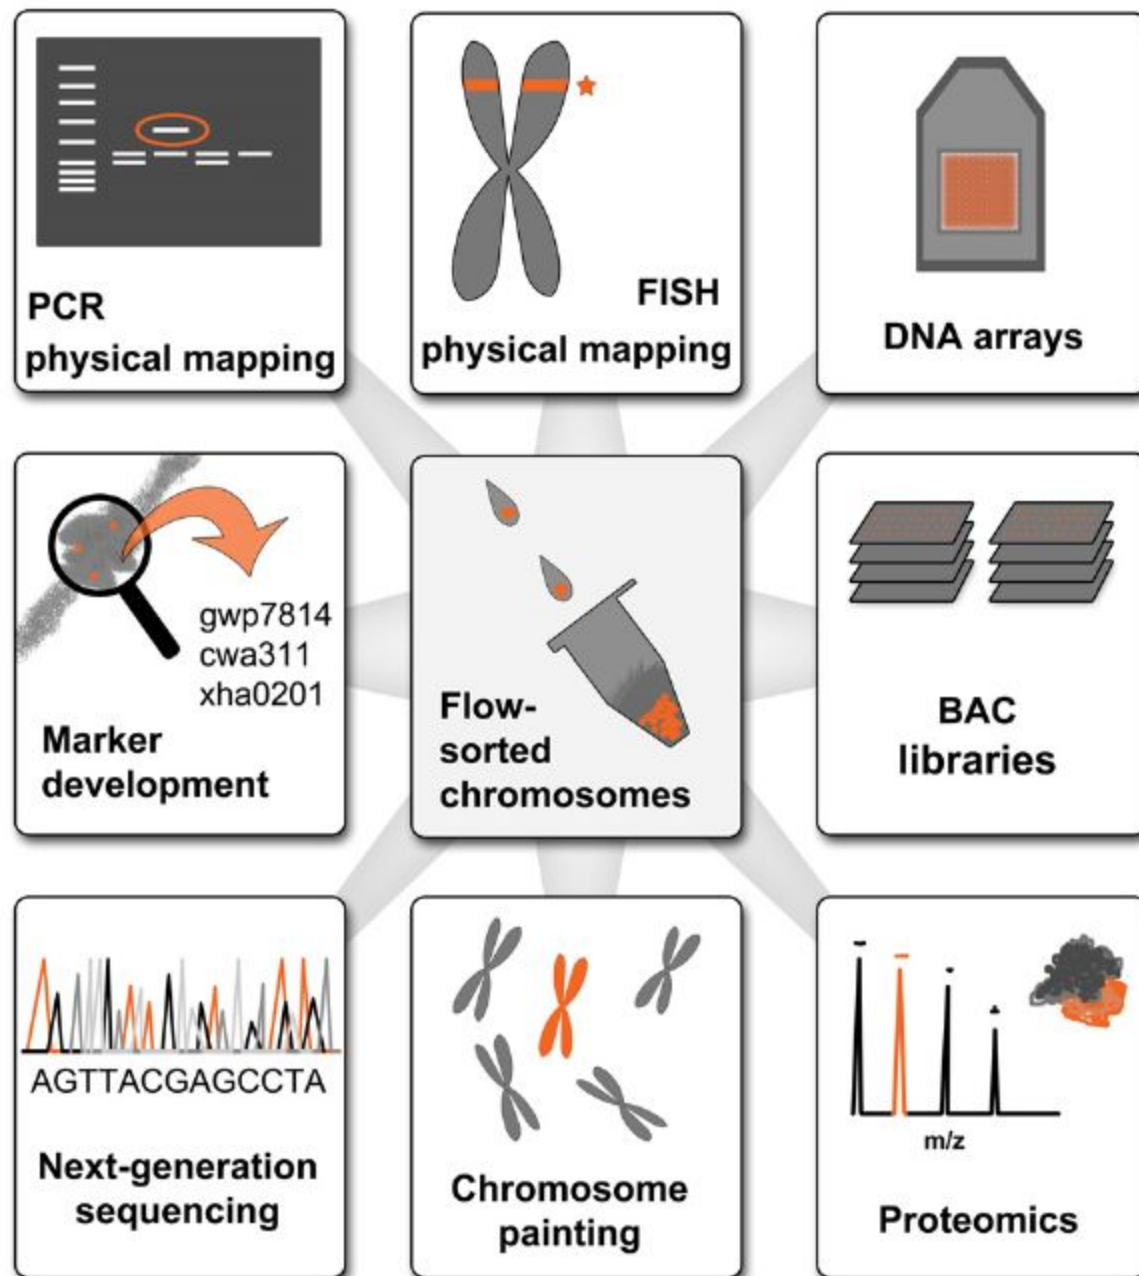 PCR
physical mapping
FISH
physical mapping
DNA arrays
gwp7814
cwa311
xha0201
Marker
development
Flow-
sorted
chromosomes
BAC
libraries
AGTTACGAGCCTA
Next-generation
sequencing
Chromosome
painting
m/z
Proteomics